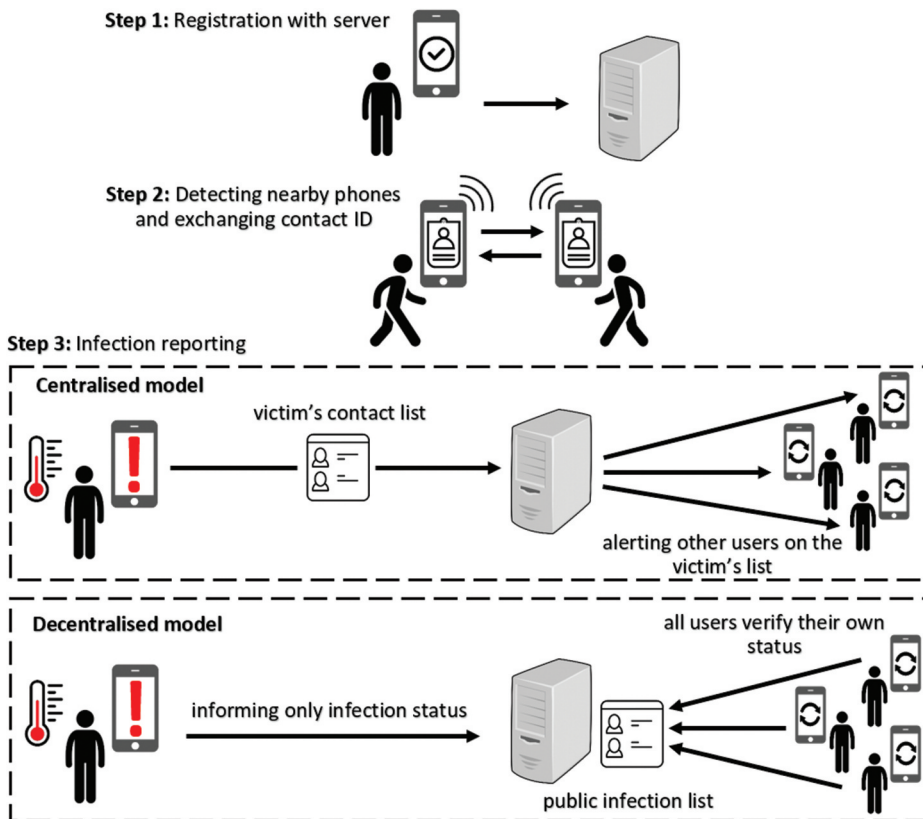 Step 1: Registration with server
Step 2: Detecting nearby phones
and exchanging contact ID
Step 3: Infection reporting
Centralised model
victim's contact list
alerting other users on the
victim's list
Decentralised model
all users verify their own
status
informing only infection status
public infection list